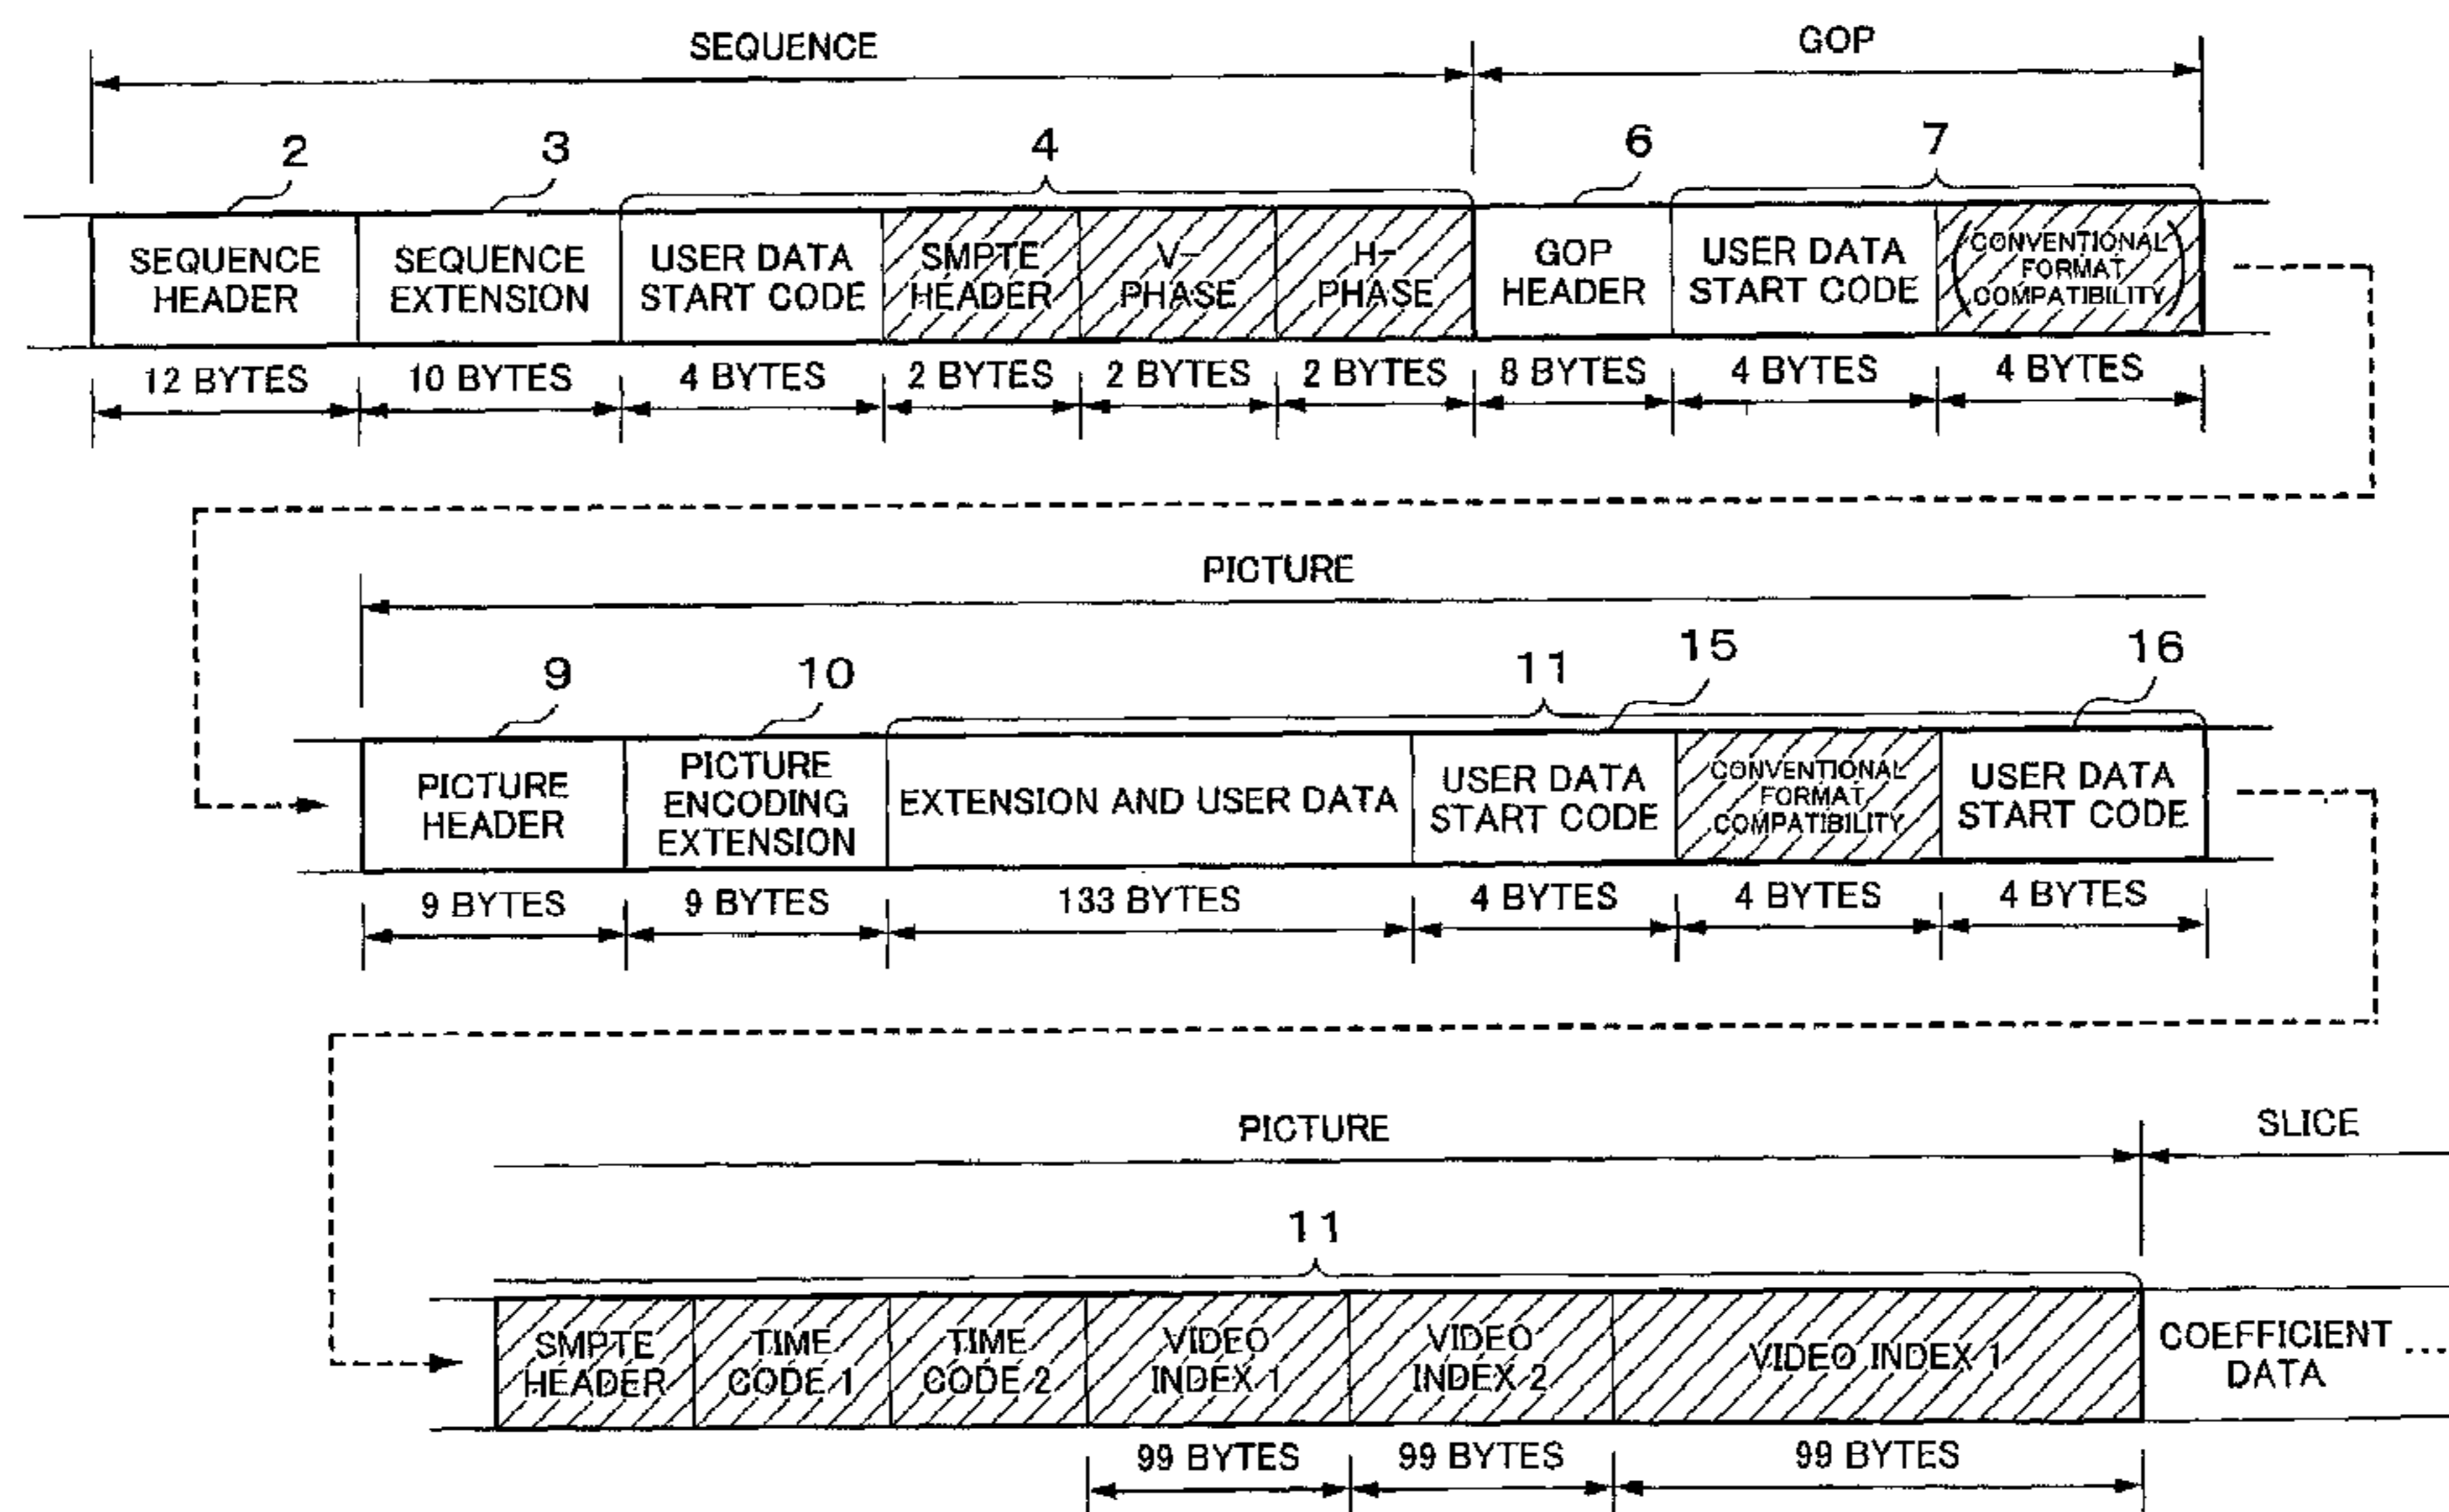 SEQUENCE GOP
2 3 4 6 7
SEQUENCE HEADER
SEQUENCE EXTENSION
USER DATA START CODE
SMPTE HEADER
V-PHASE
H-PHASE
GOP HEADER
USER DATA START CODE
(CONVENTIONAL FORMAT COMPATIBILITY)
12 BYTES 10 BYTES 4 BYTES 2 BYTES 2 BYTES 2 BYTES 8 BYTES 4 BYTES 4 BYTES
PICTURE
9 10 11 15 16
PICTURE HEADER
PICTURE ENCODING EXTENSION
EXTENSION AND USER DATA
USER DATA START CODE
CONVENTIONAL FORMAT COMPATIBILITY
USER DATA START CODE
9 BYTES 9 BYTES 133 BYTES 4 BYTES 4 BYTES 4 BYTES
PICTURE SLICE
11
SMPTE HEADER
TIME CODE 1
TIME CODE 2
VIDEO INDEX 1
VIDEO INDEX 2
VIDEO INDEX 1
COEFFICIENT DATA ...
99 BYTES 99 BYTES 99 BYTES